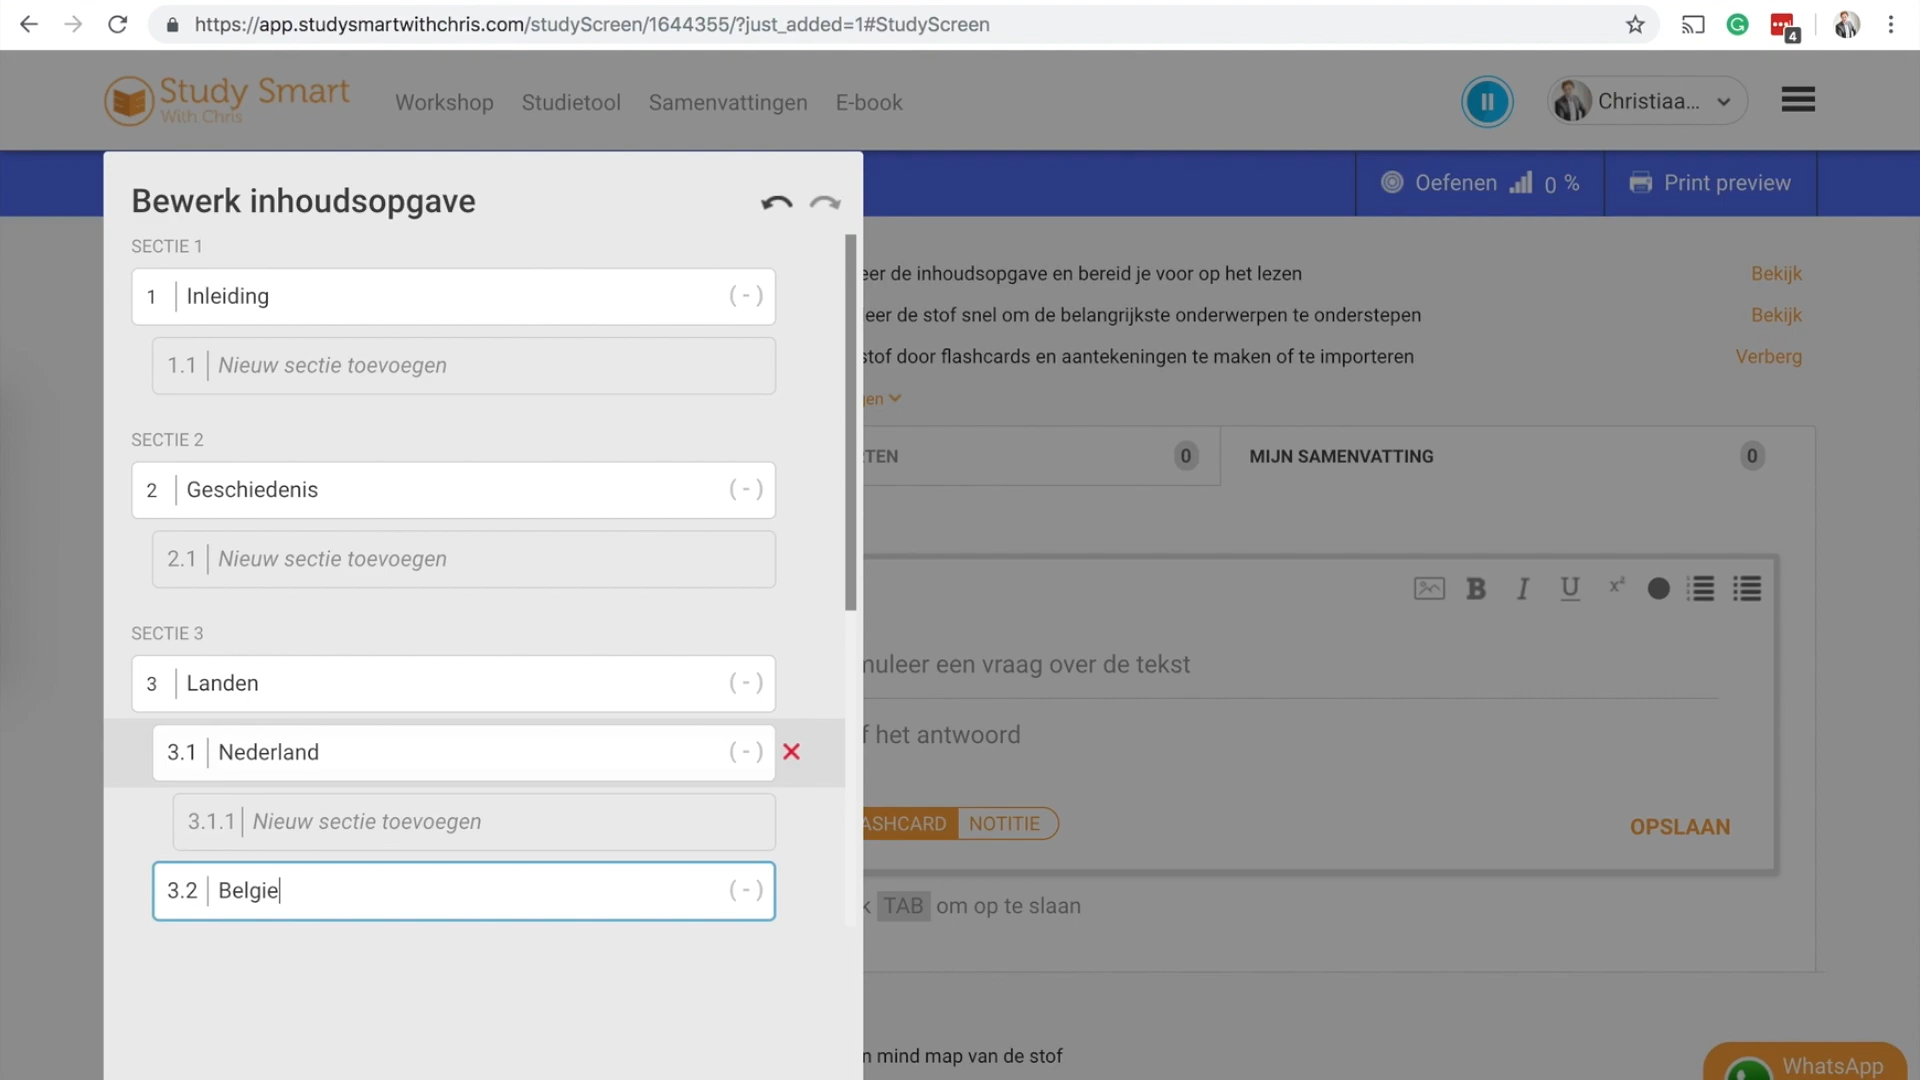 https://app.studysmartwithchris.com/studyScreen/1644355/?just_added=1#StudyScreen
4
Study Smart
With Chris
Workshop Studietool Samenvattingen E-book
Christiaa...
Oefenen 0 %
Print preview
Bewerk inhoudsopgave
SECTIE 1
1 Inleiding (-)
1.1 Nieuw sectie toevoegen
SECTIE 2
2 Geschiedenis (-)
2.1 Nieuw sectie toevoegen
SECTIE 3
3 Landen (-)
3.1 Nederland (-)
3.1.1 Nieuw sectie toevoegen
3.2 Belgie (-)
de inhoudsopgave en bereid je voor op het lezen Bekijk
de stof snel om de belangrijkste onderwerpen te onderstepen Bekijk
stof door flashcards en aantekeningen te maken of te importeren Verberg
0
MIJN SAMENVATTING 0
B I U x²
een vraag over de tekst
het antwoord
NOTITIE
OPSLAAN
TAB om op te slaan
mind map van de stof
WhatsApp